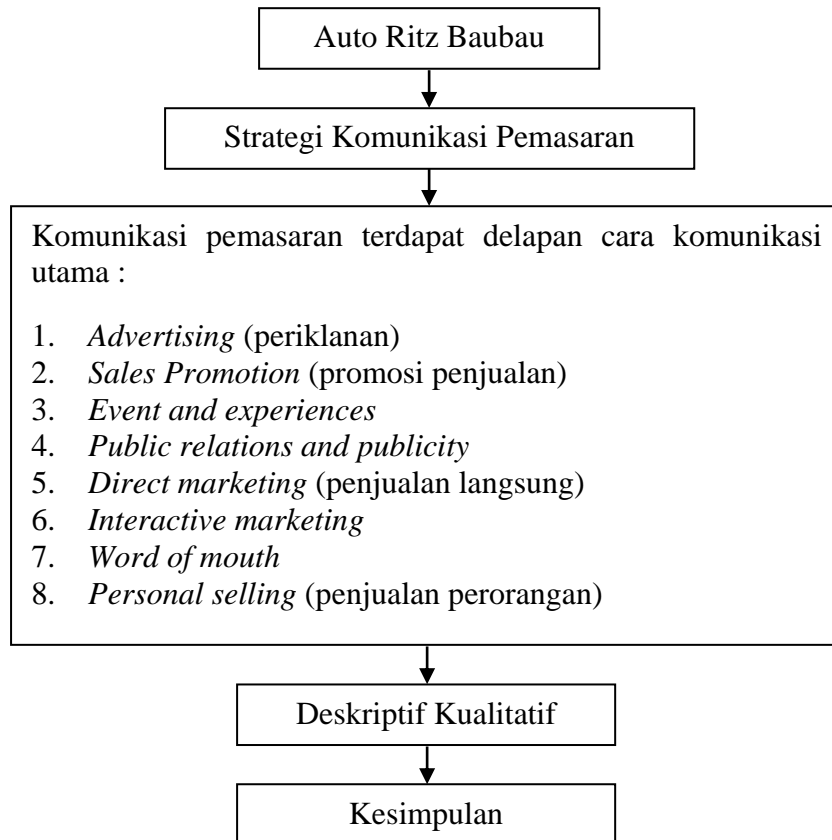 Auto Ritz Baubau
Strategi Komunikasi Pemasaran
Komunikasi pemasaran terdapat delapan cara komunikasi
utama :
1. Advertising (periklanan)
2. Sales Promotion (promosi penjualan)
3. Event and experiences
4. Public relations and publicity
5. Direct marketing (penjualan langsung)
6. Interactive marketing
7. Word of mouth
8. Personal selling (penjualan perorangan)
Deskriptif Kualitatif
Kesimpulan